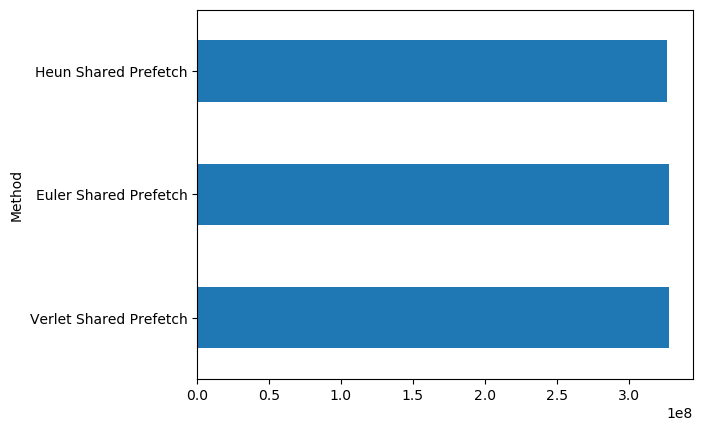 Heun Shared Prefetch
Euler Shared Prefetch
Verlet Shared Prefetch
Method
0.0 0.5 1.0 1.5 2.0 2.5 3.0
1e8